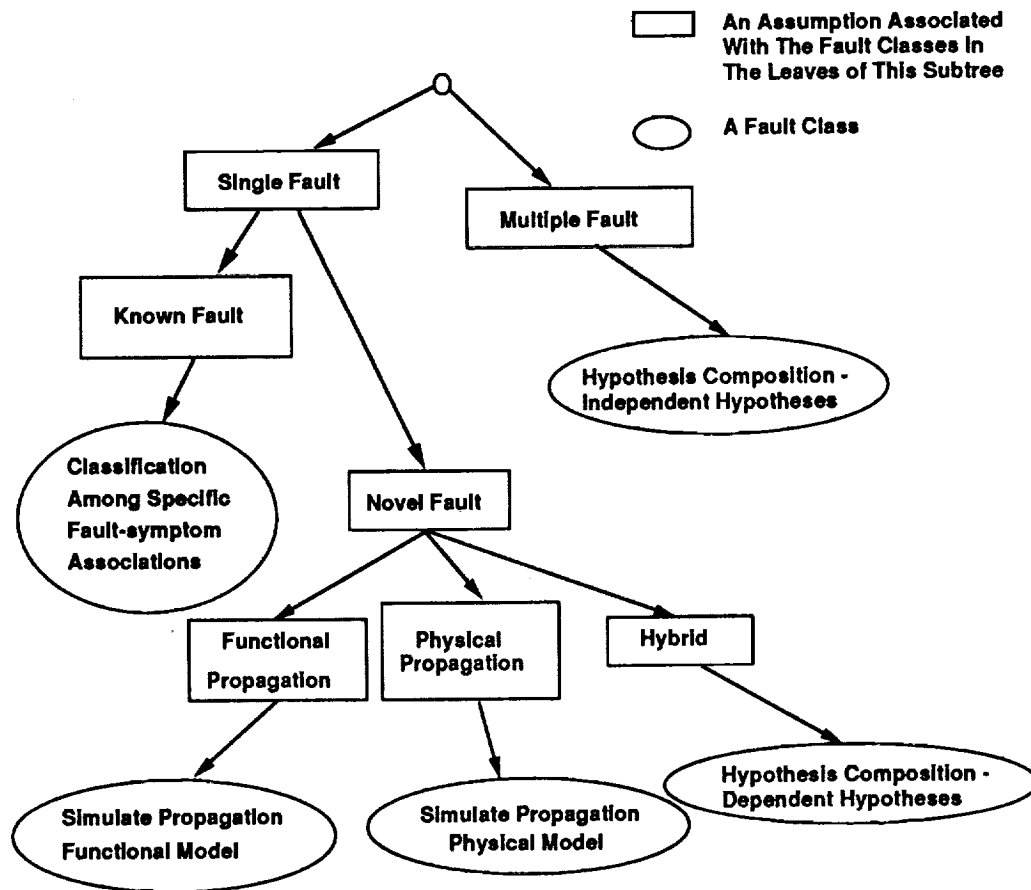 An Assumption Associated
With The Fault Classes In
The Leaves of This Subtree
A Fault Class
Single Fault
Multiple Fault
Known Fault
Hypothesis Composition -
Independent Hypotheses
Classification
Among Specific
Fault-symptom
Associations
Novel Fault
Functional
Propagation
Physical
Propagation
Hybrid
Simulate Propagation
Functional Model
Simulate Propagation
Physical Model
Hypothesis Composition -
Dependent Hypotheses